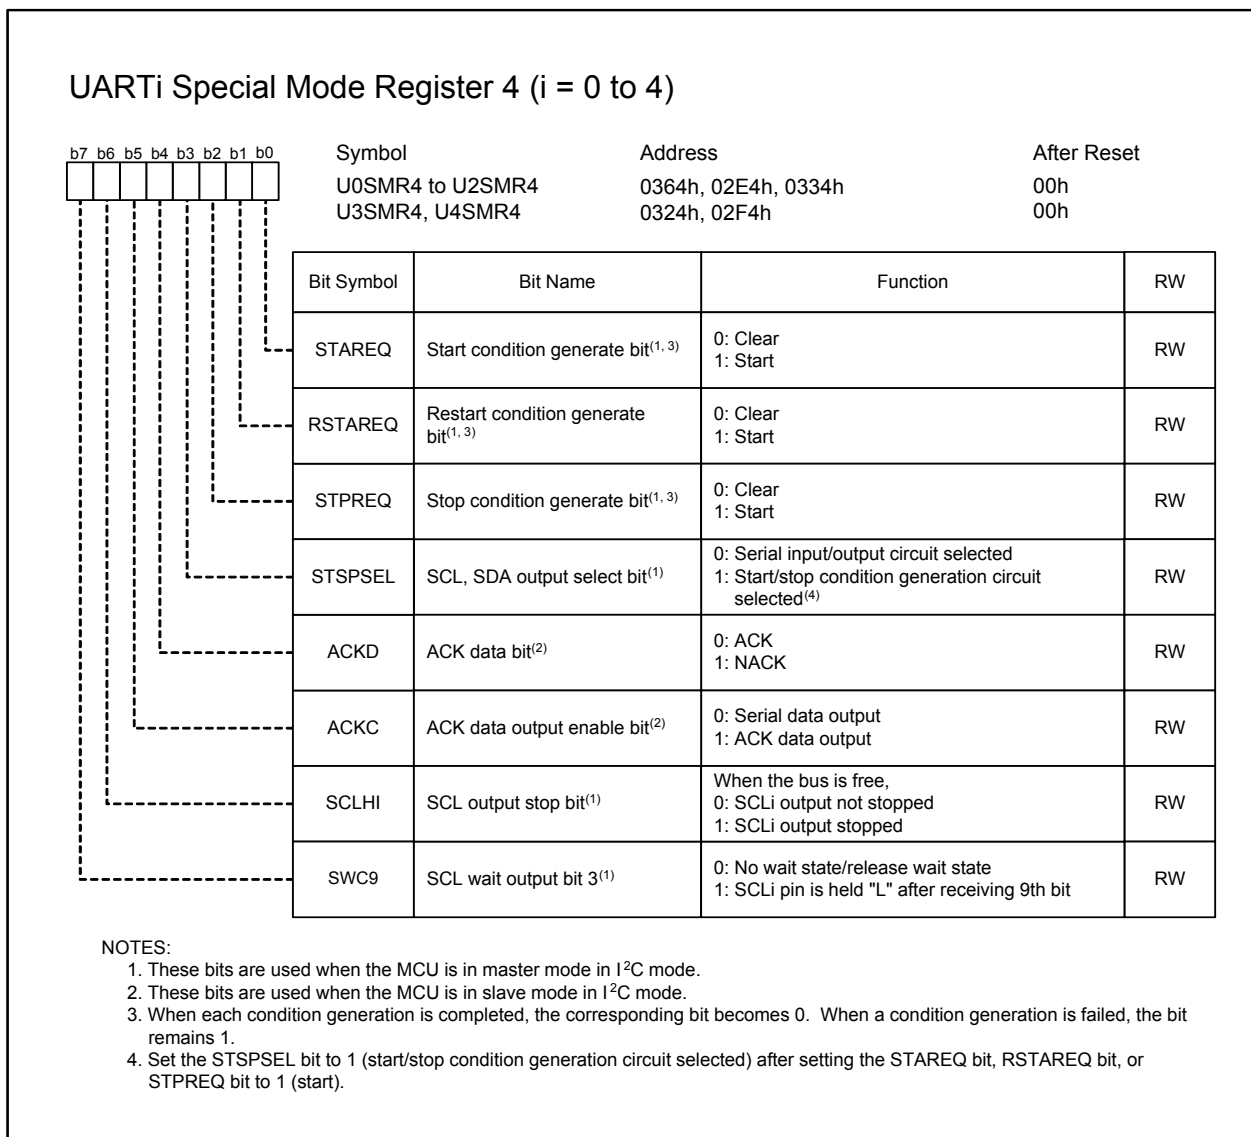 UARTi Special Mode Register 4 (i = 0 to 4)
b7 b6 b5 b4 b3 b2 b1 b0
Symbol Address After Reset
U0SMR4 to U2SMR4 0364h, 02E4h, 0334h 00h
U3SMR4, U4SMR4 0324h, 02F4h 00h
Bit Symbol Bit Name Function RW
STAREQ Start condition generate bit(1, 3) 0: Clear RW
1: Start
RSTAREQ Restart condition generate 0: Clear RW
bit(1, 3) 1: Start
STPREQ Stop condition generate bit(1, 3) 0: Clear RW
1: Start
STSPSEL SCL, SDA output select bit(1) 0: Serial input/output circuit selected RW
1: Start/stop condition generation circuit
selected(4)
ACKD ACK data bit(2) 0: ACK RW
1: NACK
ACKC ACK data output enable bit(2) 0: Serial data output RW
1: ACK data output
SCLHI SCL output stop bit(1) When the bus is free, RW
0: SCLi output not stopped
1: SCLi output stopped
SWC9 SCL wait output bit 3(1) 0: No wait state/release wait state RW
1: SCLi pin is held "L" after receiving 9th bit
NOTES:
1. These bits are used when the MCU is in master mode in I2C mode.
2. These bits are used when the MCU is in slave mode in I2C mode.
3. When each condition generation is completed, the corresponding bit becomes 0. When a condition generation is failed, the bit
remains 1.
4. Set the STSPSEL bit to 1 (start/stop condition generation circuit selected) after setting the STAREQ bit, RSTAREQ bit, or
STPREQ bit to 1 (start).